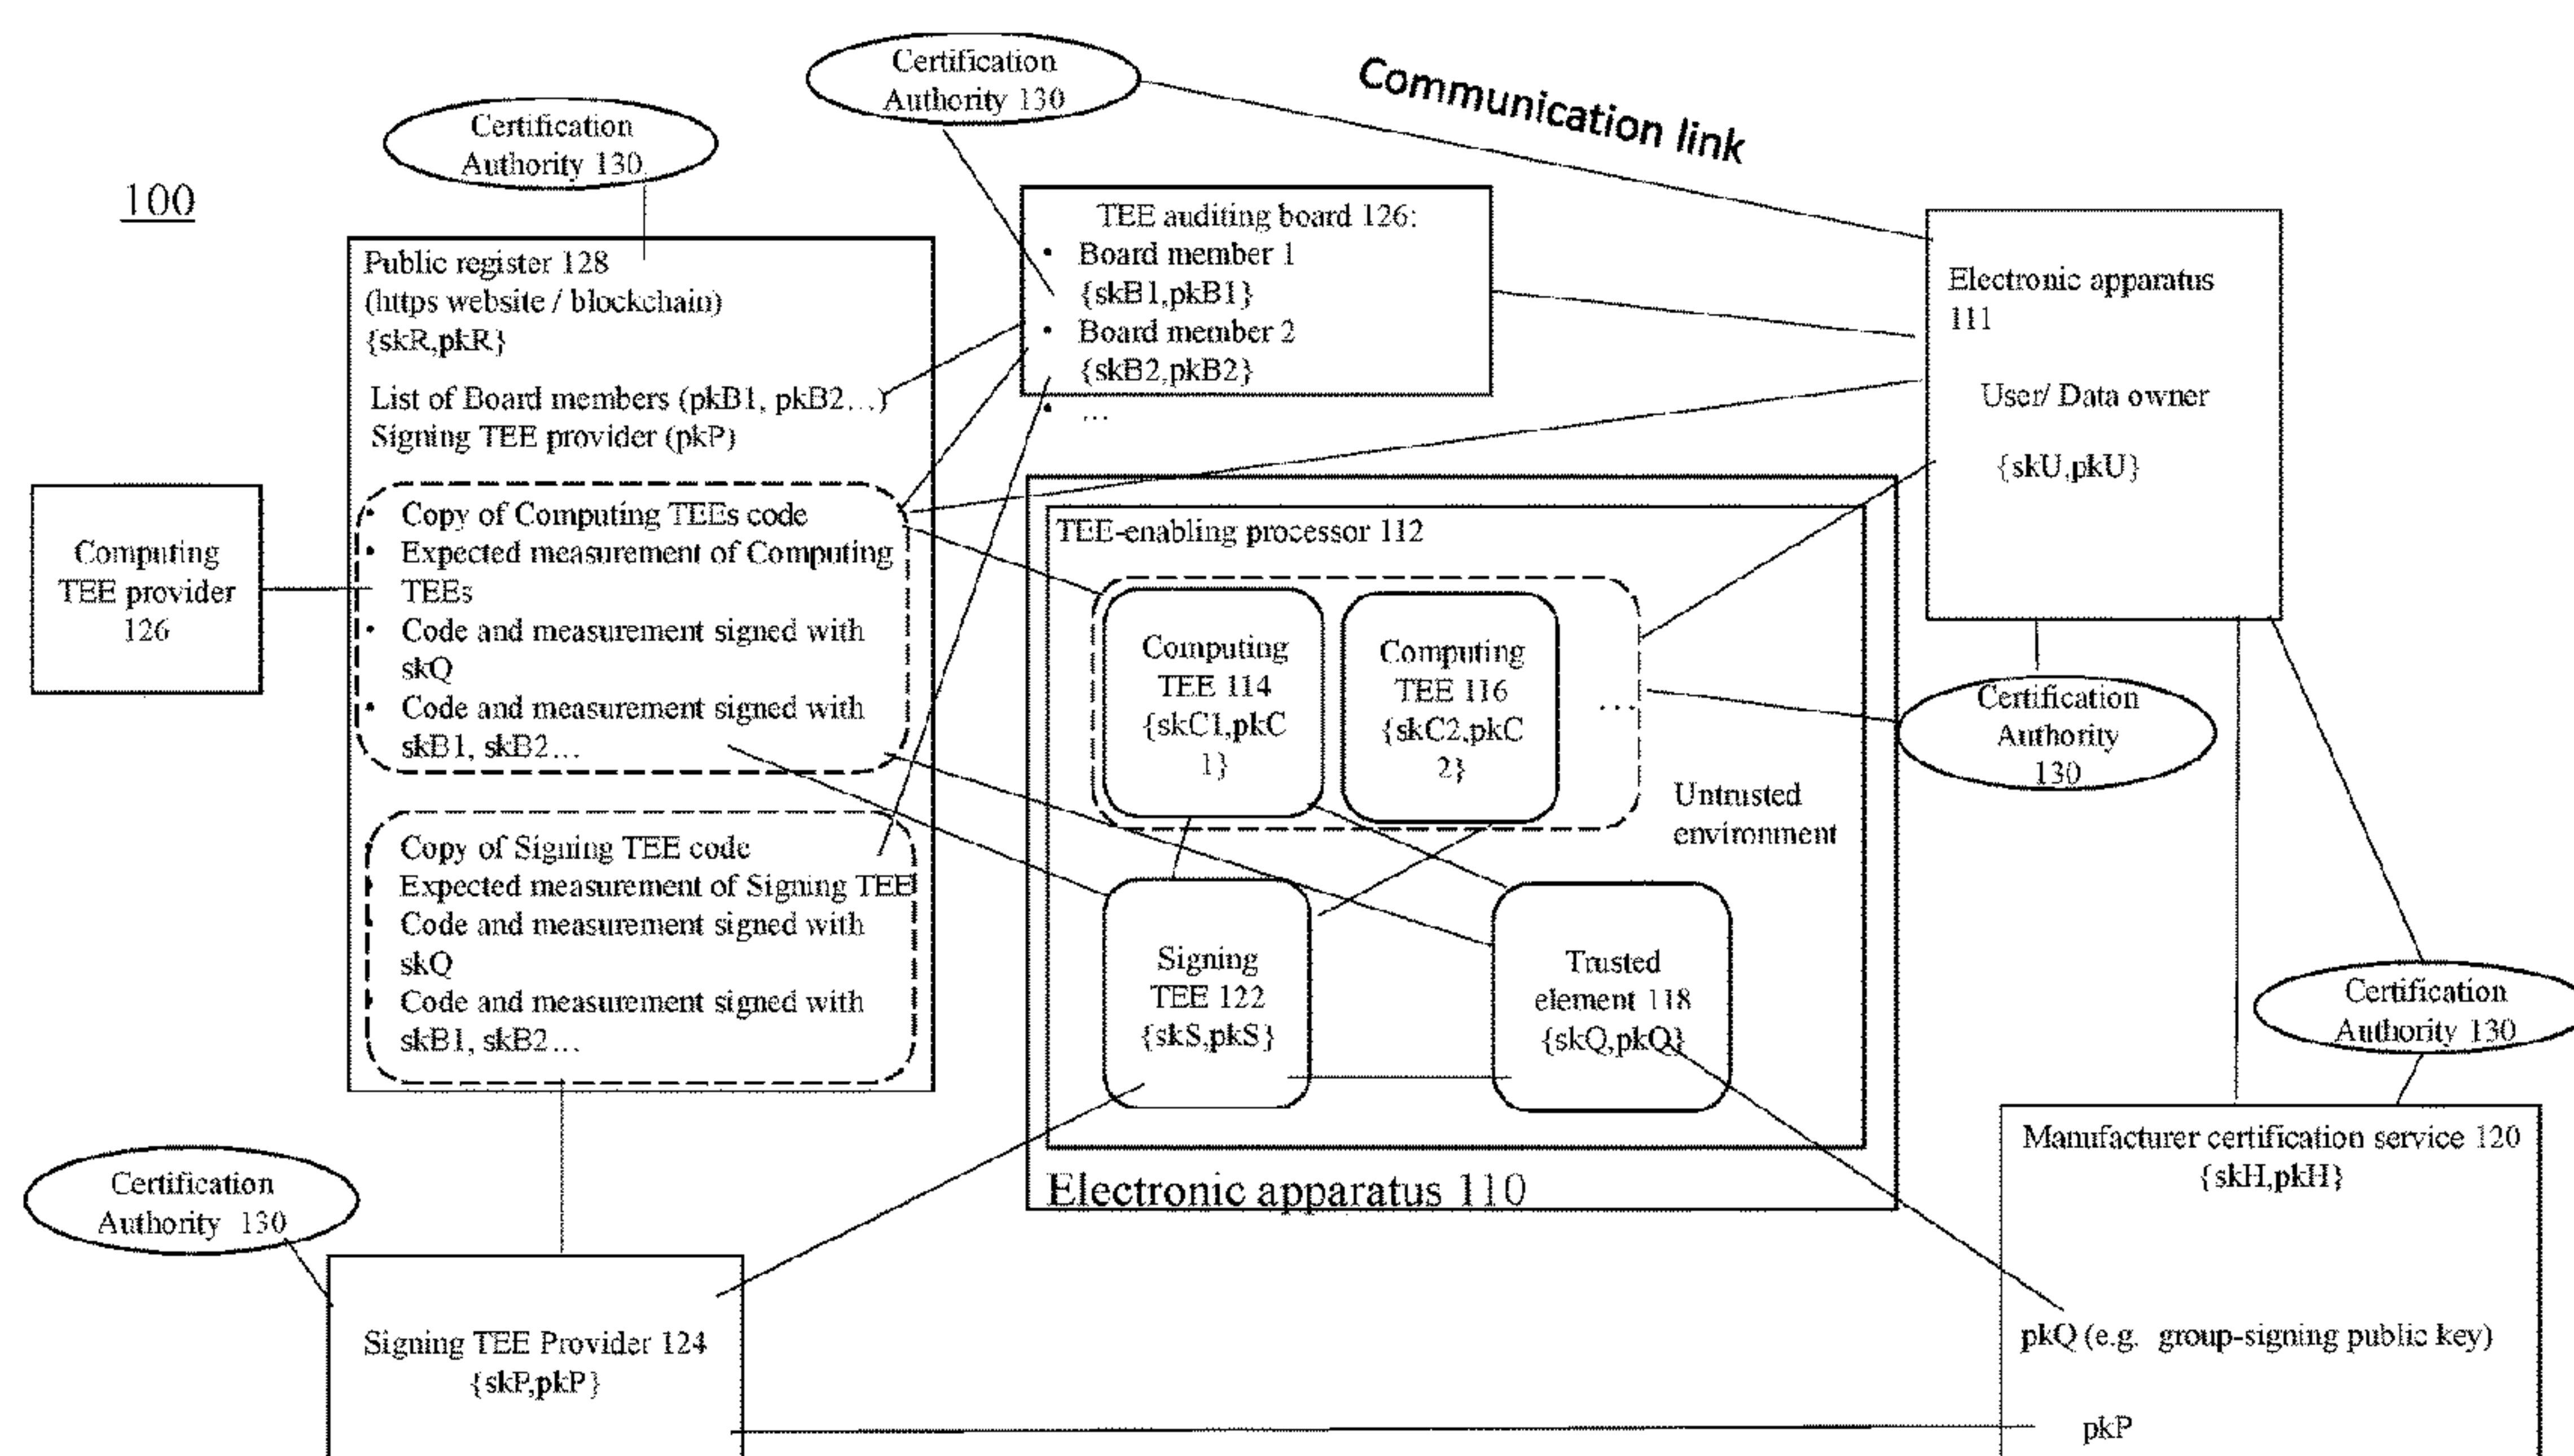 Certification
Authority 130
Communication link
Certification
Authority 130
100
TEE auditing board 126:
• Board member 1
{skB1,pkB1}
• Board member 2
{skB2,pkB2}
• ...
Public register 128
(https website / blockchain)
{skR,pkR}
List of Board members (pkB1, pkB2...)
Signing TEE provider (pkP)
Electronic apparatus
111
User/ Data owner
{skU,pkU}
Computing
TEE provider
126
• Copy of Computing TEEs code
• Expected measurement of Computing
TEEs
• Code and measurement signed with
skQ
• Code and measurement signed with
skB1, skB2...
TEE-enabling processor 112
Computing
TEE 114
{skC1,pkC
1}
Computing
TEE 116
{skC2,pkC
2}
...
Untrusted
environment
Certification
Authority
130
Copy of Signing TEE code
Expected measurement of Signing TEE
Code and measurement signed with
skQ
Code and measurement signed with
skB1, skB2...
Signing
TEE 122
{skS,pkS}
Trusted
element 118
{skQ,pkQ}
Certification
Authority 130
Electronic apparatus 110
Manufacturer certification service 120
{skH,pkH}
pkQ (e.g. group-signing public key)
pkP
Certification
Authority 130
Signing TEE Provider 124
{skP,pkP}